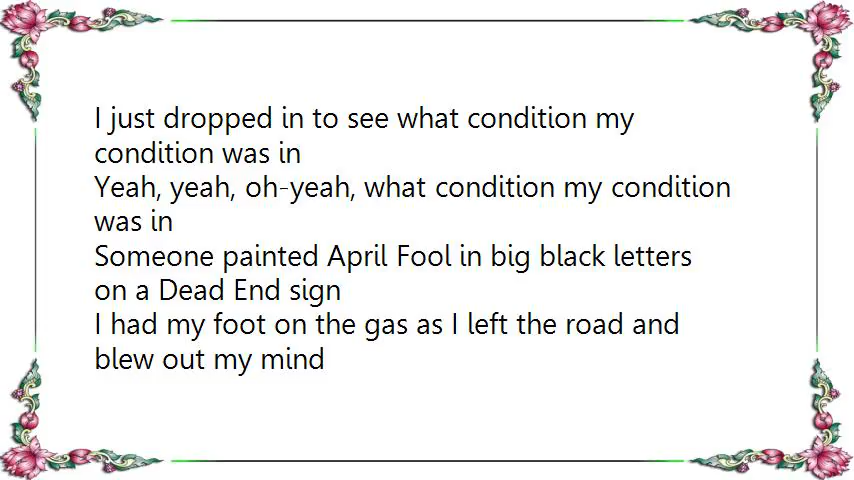 I just dropped in to see what condition my
condition was in
Yeah, yeah, oh-yeah, what condition my condition
was in
Someone painted April Fool in big black letters
on a Dead End sign
I had my foot on the gas as I left the road and
blew out my mind